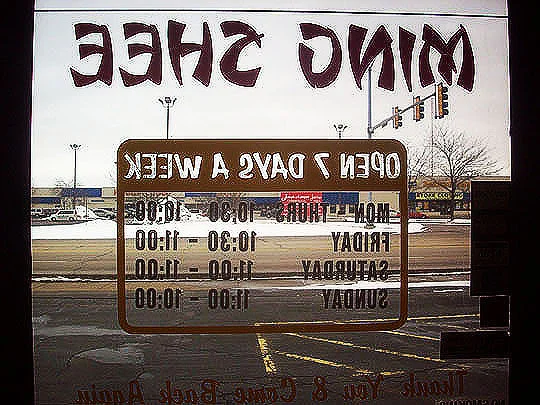 MING SHEE
OPEN 7 DAYS A WEEK
MON - THURS 10:30 - 10:00
FRIDAY 10:30 - 11:00
SATURDAY 11:00 - 11:00
SUNDAY 11:00 - 10:00
Thank You & Come Back Again